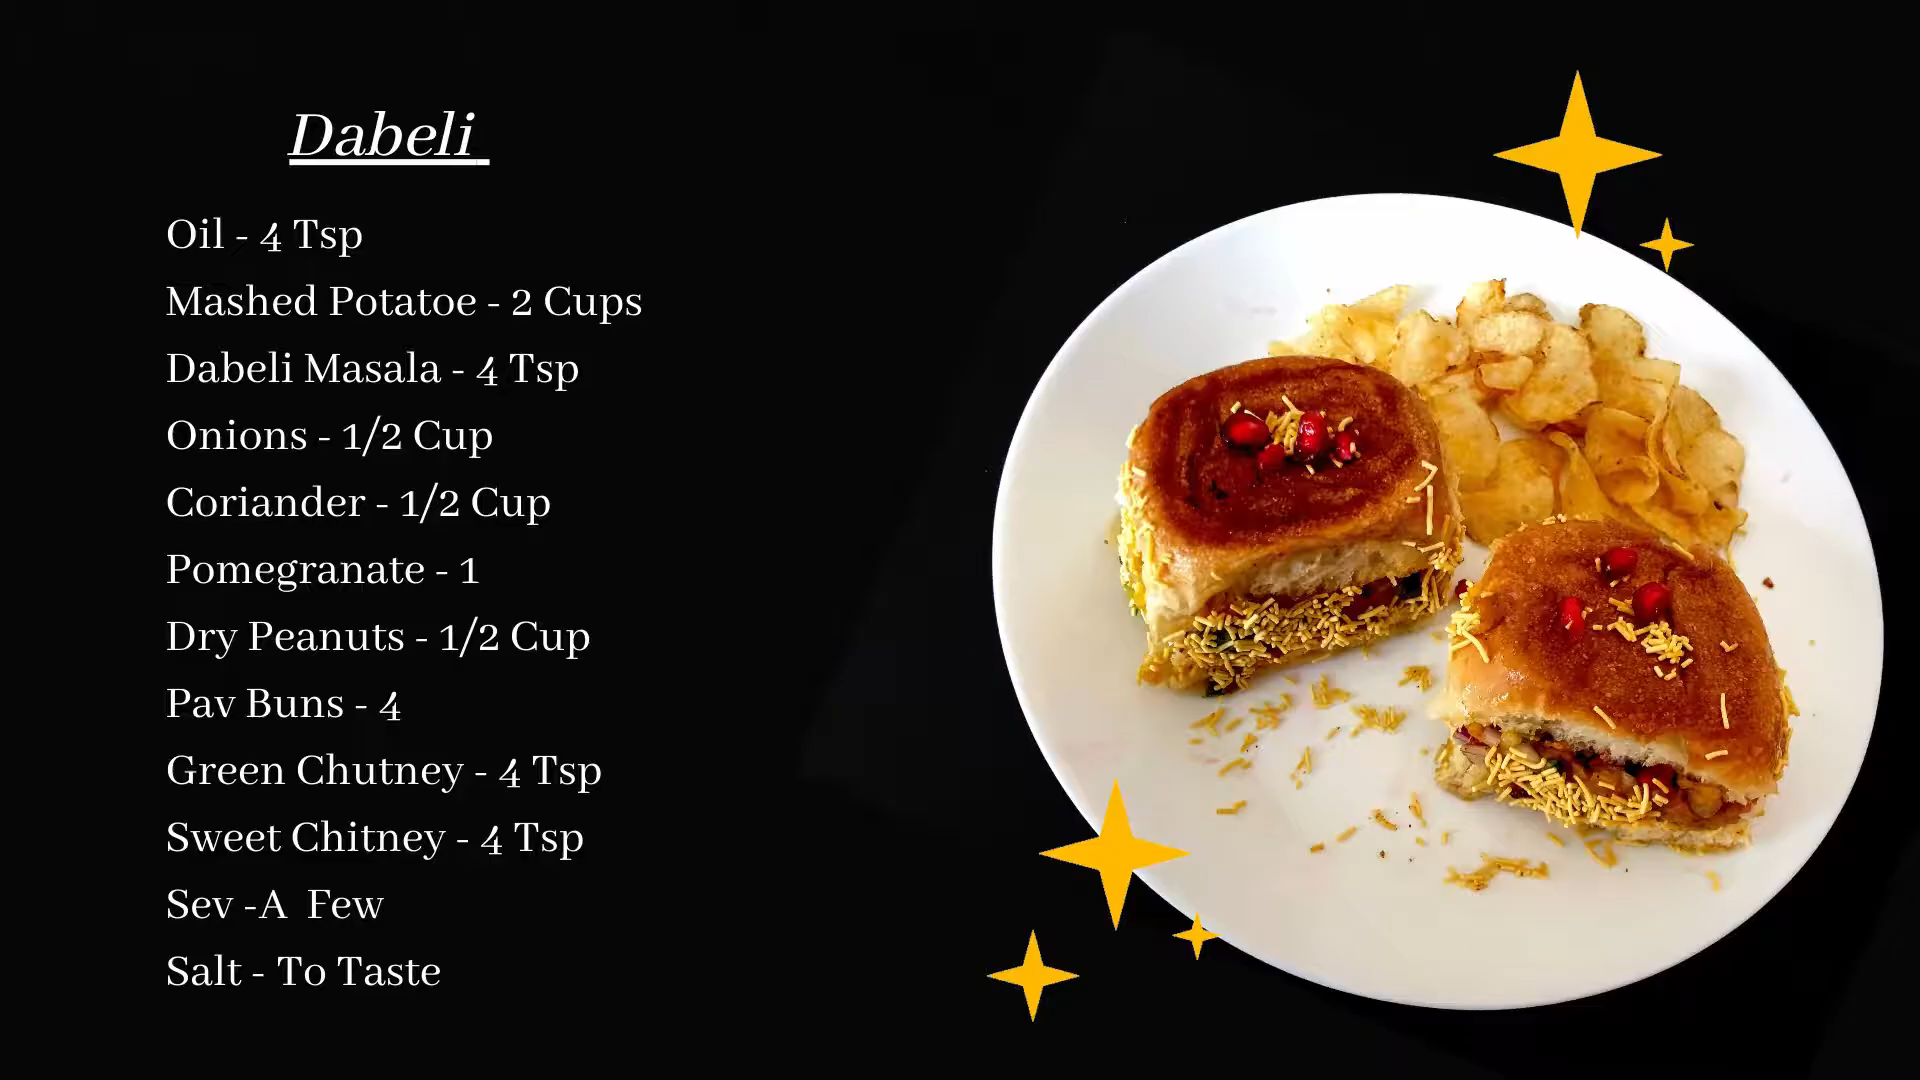 Dabeli
Oil - 4 Tsp
Mashed Potatoe - 2 Cups
Dabeli Masala - 4 Tsp
Onions - 1/2 Cup
Coriander - 1/2 Cup
Pomegranate - 1
Dry Peanuts - 1/2 Cup
Pav Buns - 4
Green Chutney - 4 Tsp
Sweet Chitney - 4 Tsp
Sev -A  Few
Salt - To Taste